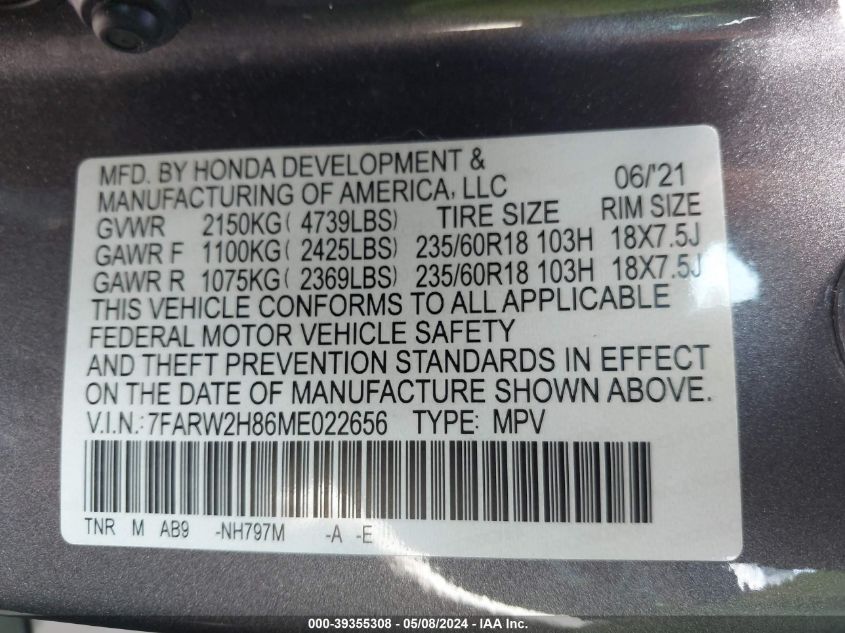 MFD. BY HONDA DEVELOPMENT &
MANUFACTURING OF AMERICA, LLC 06/'21
GVWR 2150KG( 4739LBS) TIRE SIZE RIM SIZE
GAWR F 1100KG( 2425LBS) 235/60R18 103H 18X7.5J
GAWR R 1075KG( 2369LBS) 235/60R18 103H 18X7.5J
THIS VEHICLE CONFORMS TO ALL APPLICABLE
FEDERAL MOTOR VEHICLE SAFETY
AND THEFT PREVENTION STANDARDS IN EFFECT
ON THE DATE OF MANUFACTURE SHOWN ABOVE.
V.I.N.:7FARW2H86ME022656 TYPE: MPV
TNR M AB9 -NH797M -A -E
000-39355308 - 05/08/2024 - IAA Inc.